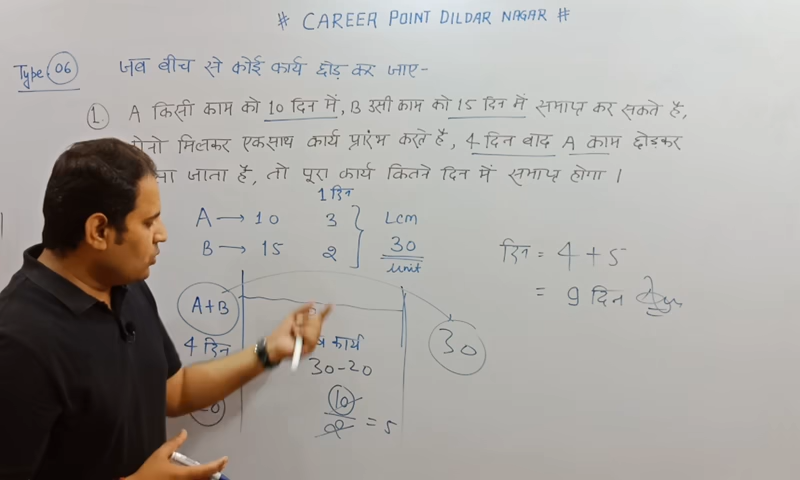 # CAREER POINT DILDAR NAGAR #
Type 06 जब बीच से कोई कार्य छोड़ कर जाए-
1. A किसी काम को 10 दिन में, B उसी काम को 15 दिन में समाप्त कर सकते है,
मिलकर एकसाथ कार्य प्रारंभ करते है, 4 दिन बाद A काम छोड़कर
जाता है, तो पूरा कार्य कितने दिन में समाप्त होगा ।
1 दिन
A → 10 3 Lcm
B → 15 2 30
unit
दिन = 4 + 5
= 9 दिन Ans
A+B
4 दिन कार्य 30
30-20
10
2 = 5